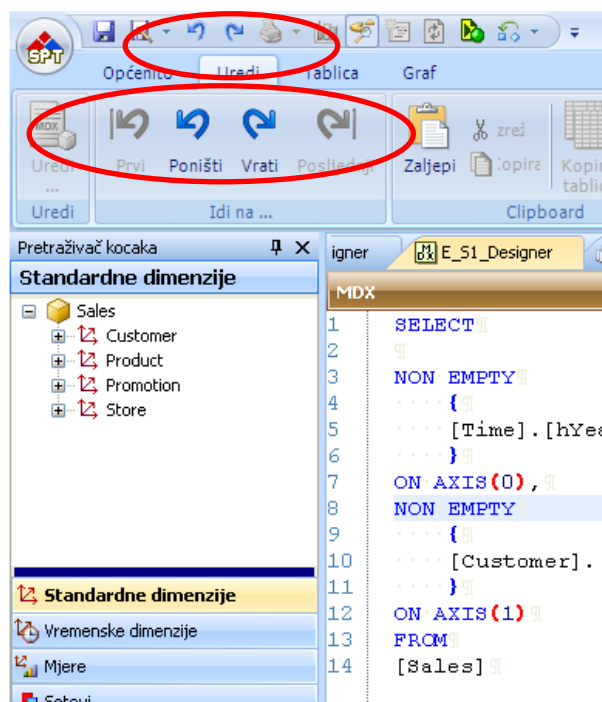 SPT
Općenito Uredi Tablica Graf
MDX
zreži
Uredi ... Prvi Poništi Vrati Posljednji Zaljepi
Uredi Idi na ... Clipboard
Pretraživač kocaka
igner E_S1_Designer
Standardne dimenzije
MDX
Sales
Customer
Product
Promotion
Store
1 SELECT
2
3 NON EMPTY
4 {
5 [Time].[hYea
6 }
7 ON AXIS(0),
8 NON EMPTY
9 {
10 [Customer].
11 }
12 ON AXIS(1)
13 FROM
14 [Sales]
Standardne dimenzije
Vremenske dimenzije
Mjere
Setovi